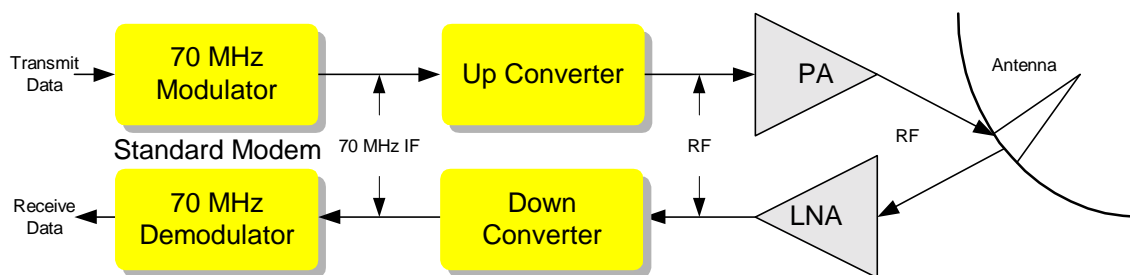 Transmit
Data
70 MHz
Modulator
Up Converter
PA
Antenna
Standard Modem
70 MHz IF
RF
RF
Receive
Data
70 MHz
Demodulator
Down
Converter
LNA